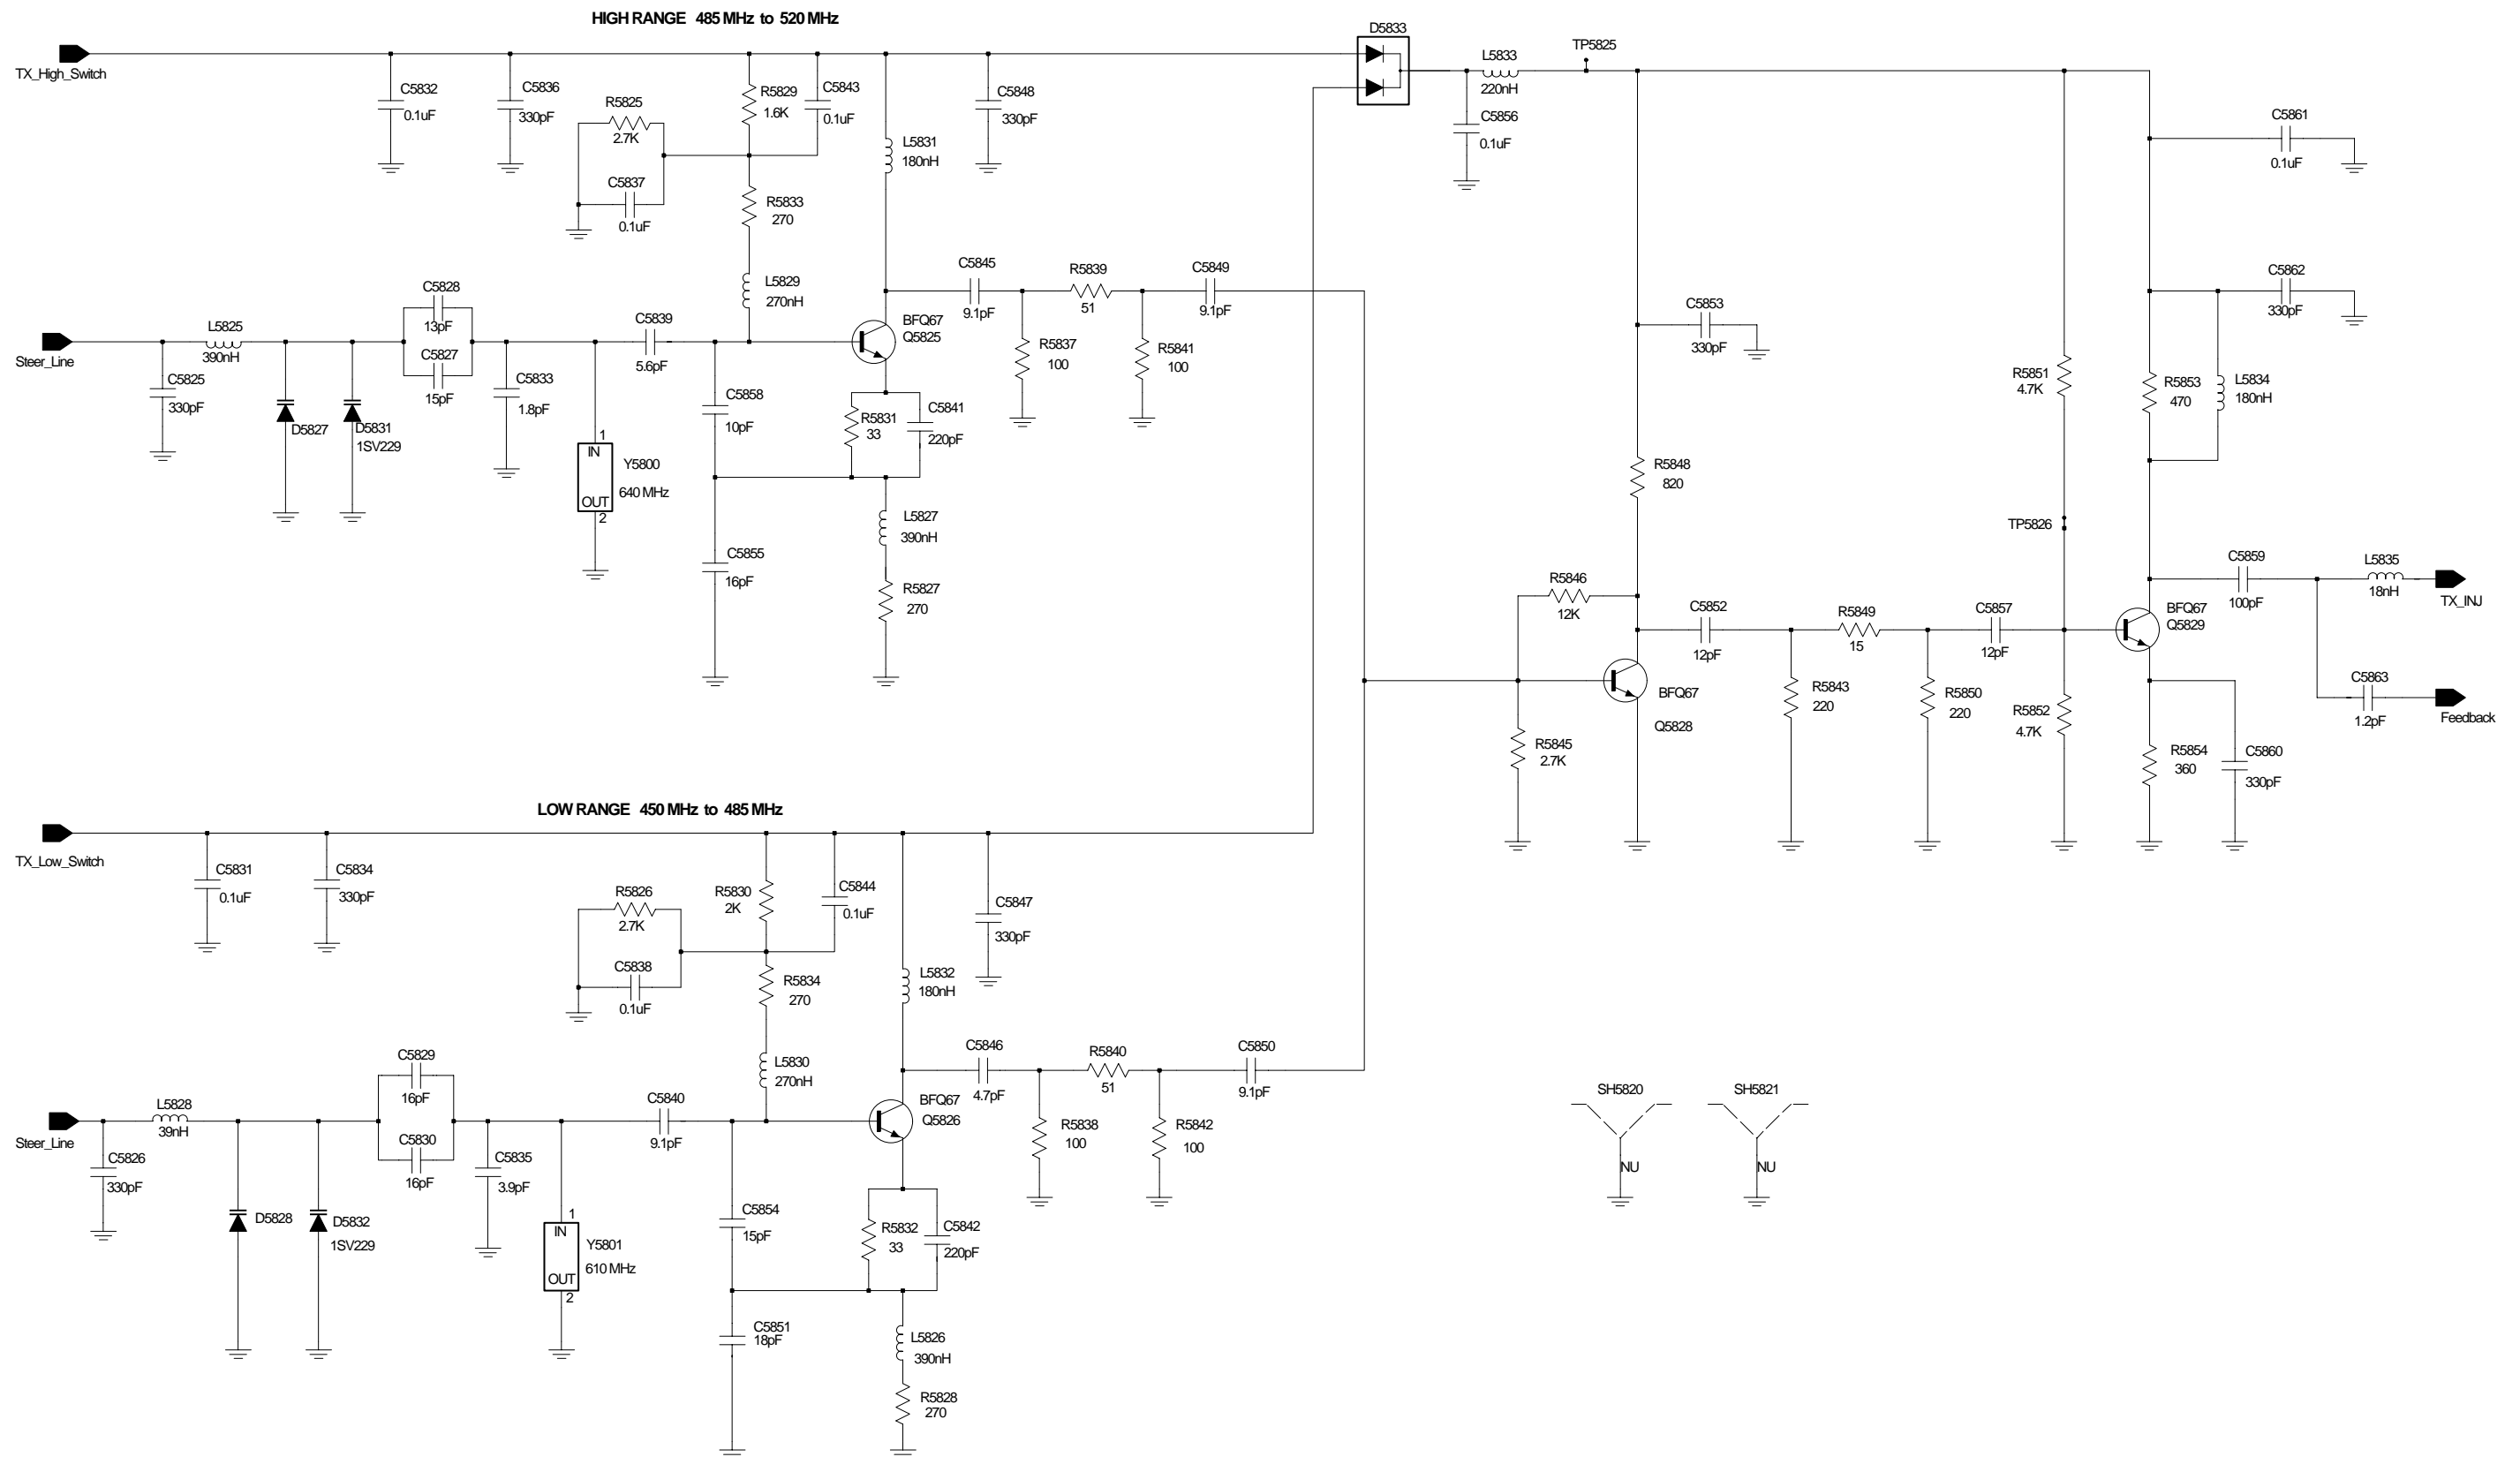 HIGH RANGE 485 MHz to 520 MHz
TX_High_Switch
C5832
0.1uF
C5836
330pF
R5825
2.7K
C5837
0.1uF
R5829
1.6K
C5843
0.1uF
R5833
270
L5829
270nH
L5831
180nH
C5848
330pF
D5833
L5833
220nH
TP5825
C5856
0.1uF
C5861
0.1uF
C5862
330pF
Steer_Line
L5825
390nH
C5825
330pF
D5827
D5831
1SV229
C5828
13pF
C5827
15pF
C5833
1.8pF
1
IN
OUT
2
Y5800
640 MHz
C5839
5.6pF
C5858
10pF
C5855
16pF
BFQ67
Q5825
R5831
33
C5841
220pF
L5827
390nH
R5827
270
C5845
9.1pF
R5839
51
C5849
9.1pF
R5837
100
R5841
100
C5853
330pF
R5848
820
R5846
12K
R5845
2.7K
BFQ67
Q5828
C5852
12pF
R5849
15
C5857
12pF
R5843
220
R5850
220
R5851
4.7K
TP5826
R5852
4.7K
R5853
470
L5834
180nH
BFQ67
Q5829
C5859
100pF
L5835
18nH
TX_INJ
C5863
1.2pF
Feedback
R5854
360
C5860
330pF
LOW RANGE 450 MHz to 485 MHz
TX_Low_Switch
C5831
0.1uF
C5834
330pF
R5826
2.7K
C5838
0.1uF
R5830
2K
C5844
0.1uF
R5834
270
L5830
270nH
L5832
180nH
C5847
330pF
Steer_Line
L5828
39nH
C5826
330pF
D5828
D5832
1SV229
C5829
16pF
C5830
16pF
C5835
3.9pF
1
IN
OUT
2
Y5801
610 MHz
C5840
9.1pF
C5854
15pF
C5851
18pF
BFQ67
Q5826
R5832
33
C5842
220pF
L5826
390nH
R5828
270
C5846
4.7pF
R5840
51
C5850
9.1pF
R5838
100
R5842
100
SH5820
NU
SH5821
NU